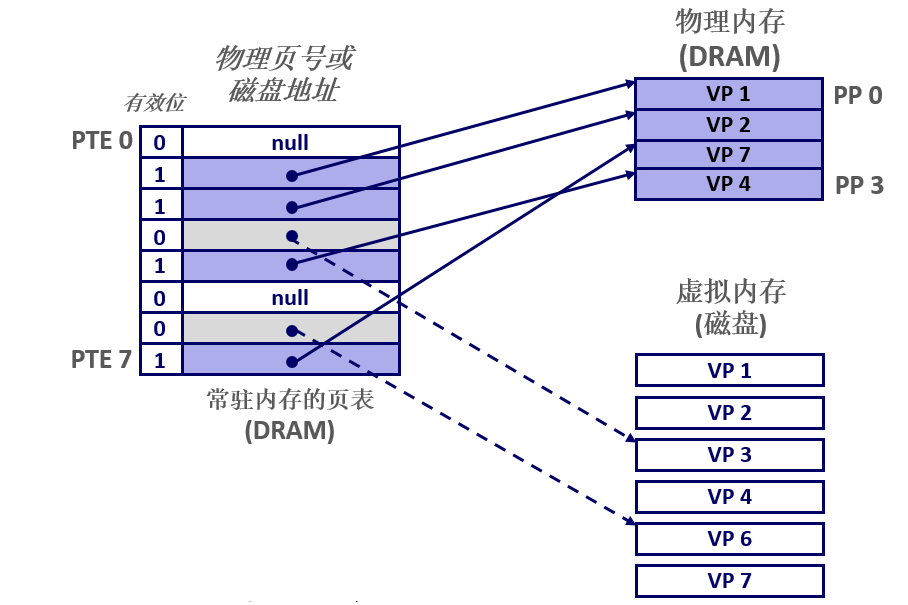 物理内存
(DRAM)
物理页号或
磁盘地址
有效位
PTE 0
0
null
1
1
0
1
0
null
0
PTE 7
1
常驻内存的页表
(DRAM)
VP 1
PP 0
VP 2
VP 7
VP 4
PP 3
虚拟内存
(磁盘)
VP 1
VP 2
VP 3
VP 4
VP 6
VP 7